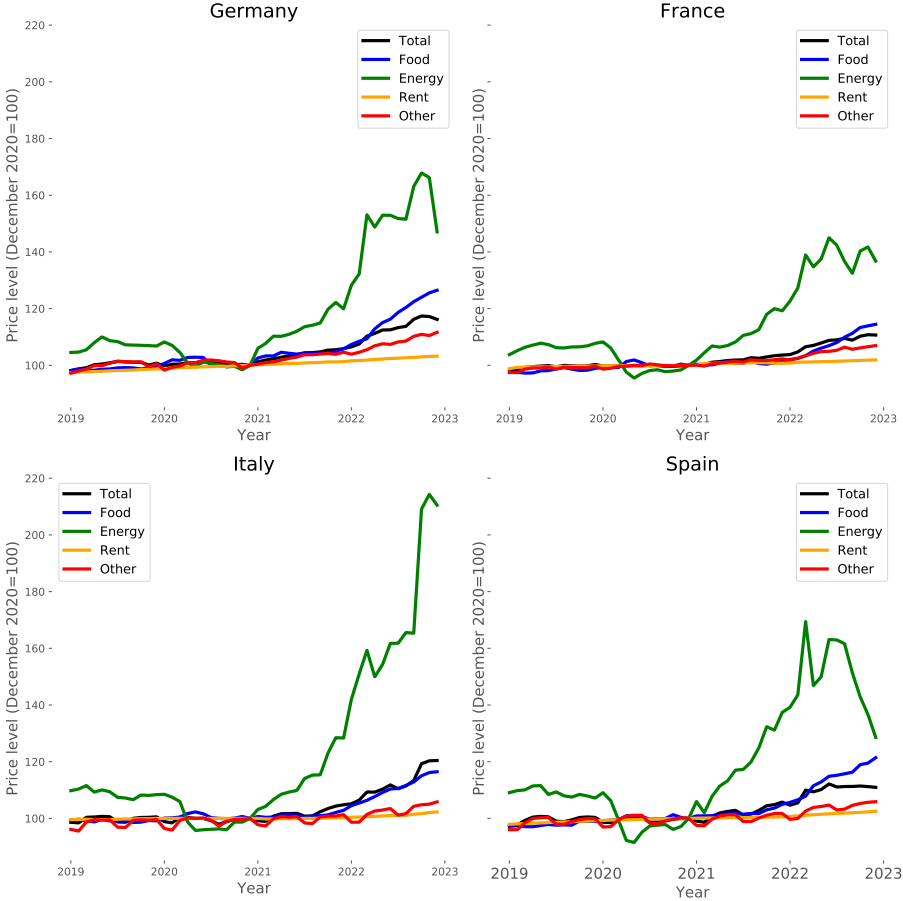 Germany
220
200
180
160
140
120
100
Price level (December 2020=100)
Total
Food
Energy
Rent
Other
2019 2020 2021 2022 2023
Year
France
Price level (December 2020=100)
Total
Food
Energy
Rent
Other
2019 2020 2021 2022 2023
Year
Italy
220
200
180
160
140
120
100
Price level (December 2020=100)
Total
Food
Energy
Rent
Other
2019 2020 2021 2022 2023
Year
Spain
Price level (December 2020=100)
Total
Food
Energy
Rent
Other
2019 2020 2021 2022 2023
Year